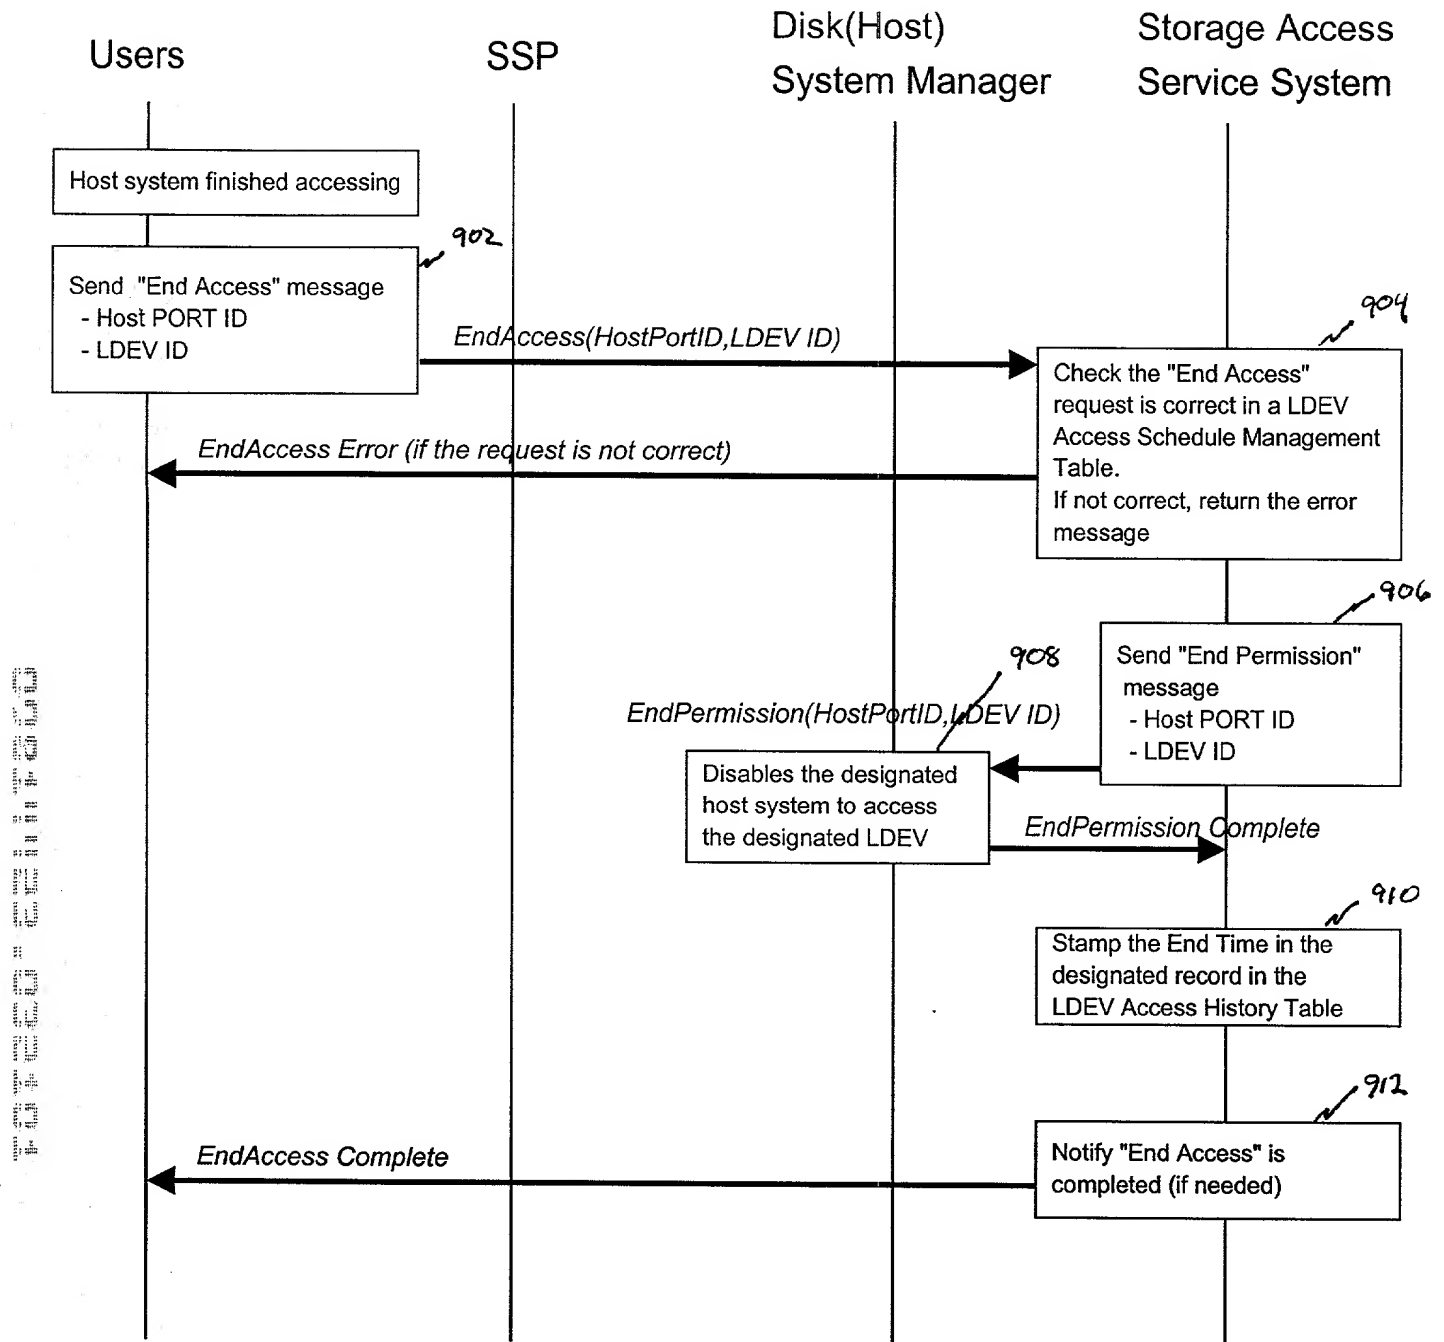 Users
SSP
Disk(Host)
System Manager
Storage Access
Service System
Host system finished accessing
902
Send "End Access" message
- Host PORT ID
- LDEV ID
EndAccess(HostPortID,LDEV ID)
904
Check the "End Access"
request is correct in a LDEV
Access Schedule Management
Table.
If not correct, return the error
message
EndAccess Error (if the request is not correct)
906
Send "End Permission"
message
- Host PORT ID
- LDEV ID
908
EndPermission(HostPortID,LDEV ID)
Disables the designated
host system to access
the designated LDEV
EndPermission Complete
910
Stamp the End Time in the
designated record in the
LDEV Access History Table
912
Notify "End Access" is
completed (if needed)
EndAccess Complete